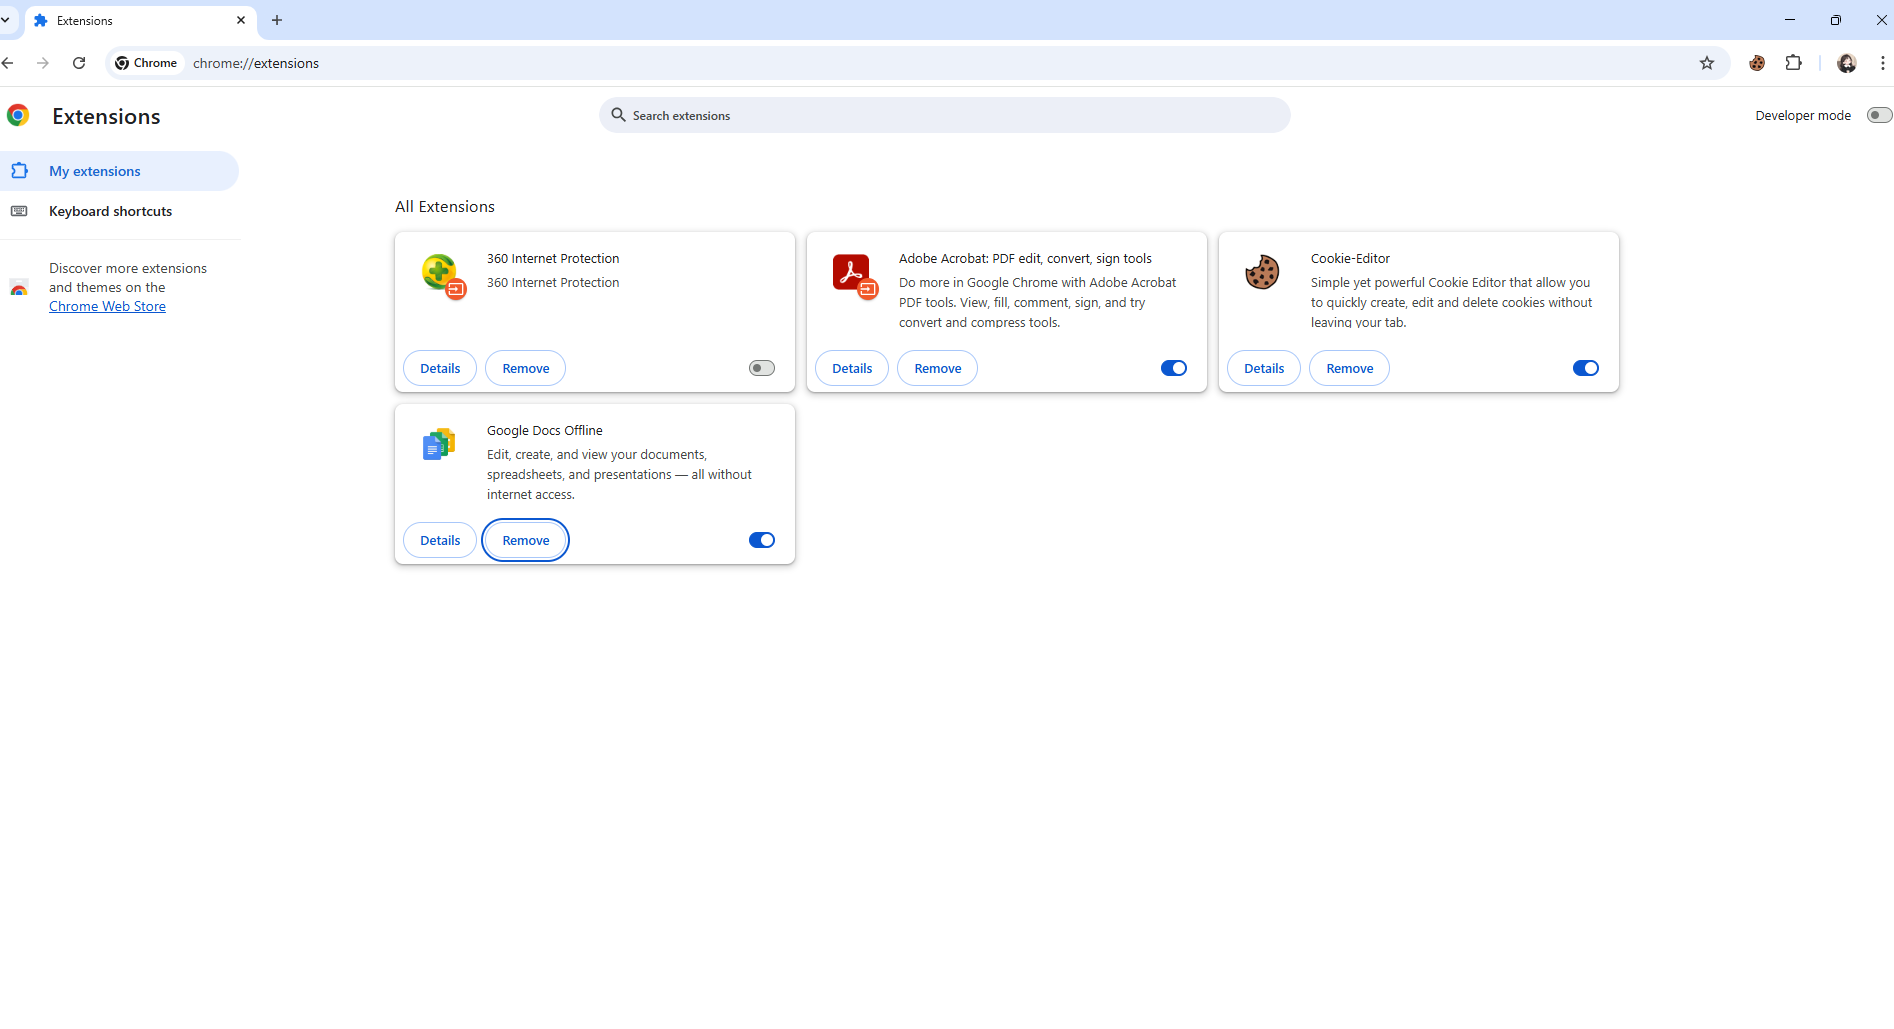 Extensions
Chrome
chrome://extensions
Extensions
Search extensions
Developer mode
My extensions
Keyboard shortcuts
Discover more extensions
and themes on the
Chrome Web Store
All Extensions
360 Internet Protection
360 Internet Protection
Details
Remove
Adobe Acrobat: PDF edit, convert, sign tools
Do more in Google Chrome with Adobe Acrobat
PDF tools. View, fill, comment, sign, and try
convert and compress tools.
Details
Remove
Cookie-Editor
Simple yet powerful Cookie Editor that allow you
to quickly create, edit and delete cookies without
leaving your tab.
Details
Remove
Google Docs Offline
Edit, create, and view your documents,
spreadsheets, and presentations — all without
internet access.
Details
Remove